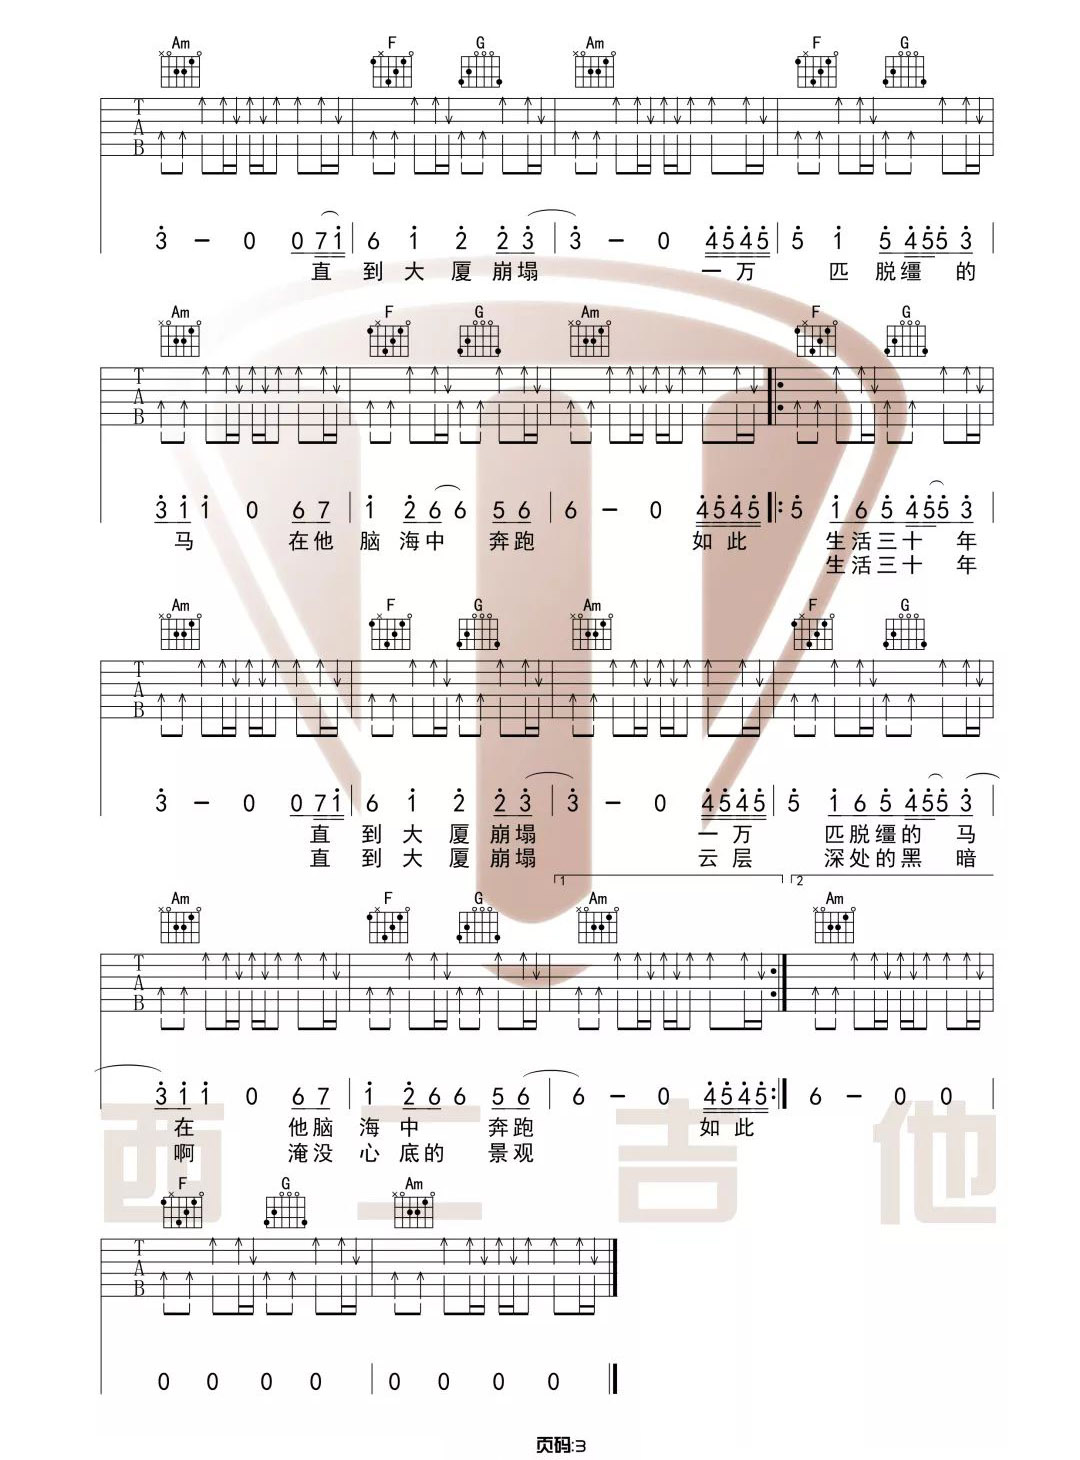 Am F G Am F G
T
A
B
3 — 0 0 7 1 6 1 2 2 3 3 — 0 4 5 4 5 5 1 5 4 5 5 3
直 到 大 厦 崩 塌 一 万 匹 脱 缰 的
Am F G Am F G
T
A
B
3 1 1 0 6 7 1 2 6 6 5 6 6 — 0 4 5 4 5 5 1 6 5 4 5 5 3
马 在 他 脑 海 中 奔 跑 如 此 生 活 三 十 年
生 活 三 十 年
Am F G Am F G
T
A
B
3 — 0 0 7 1 6 1 2 2 3 3 — 0 4 5 4 5 5 1 6 5 4 5 5 3
直 到 大 厦 崩 塌 一 万 匹 脱 缰 的 马
直 到 大 厦 崩 塌 云 层 深 处 的 黑 暗
1 2
Am F G Am Am
T
A
B
3 1 1 0 6 7 1 2 6 6 5 6 6 — 0 4 5 4 5 6 — 0 0
在 他 脑 海 中 奔 跑 如 此
啊 淹 没 心 底 的 景 观
西二吉他
F G Am
T
A
B
0 0 0 0 0 0 0 0
页码:3